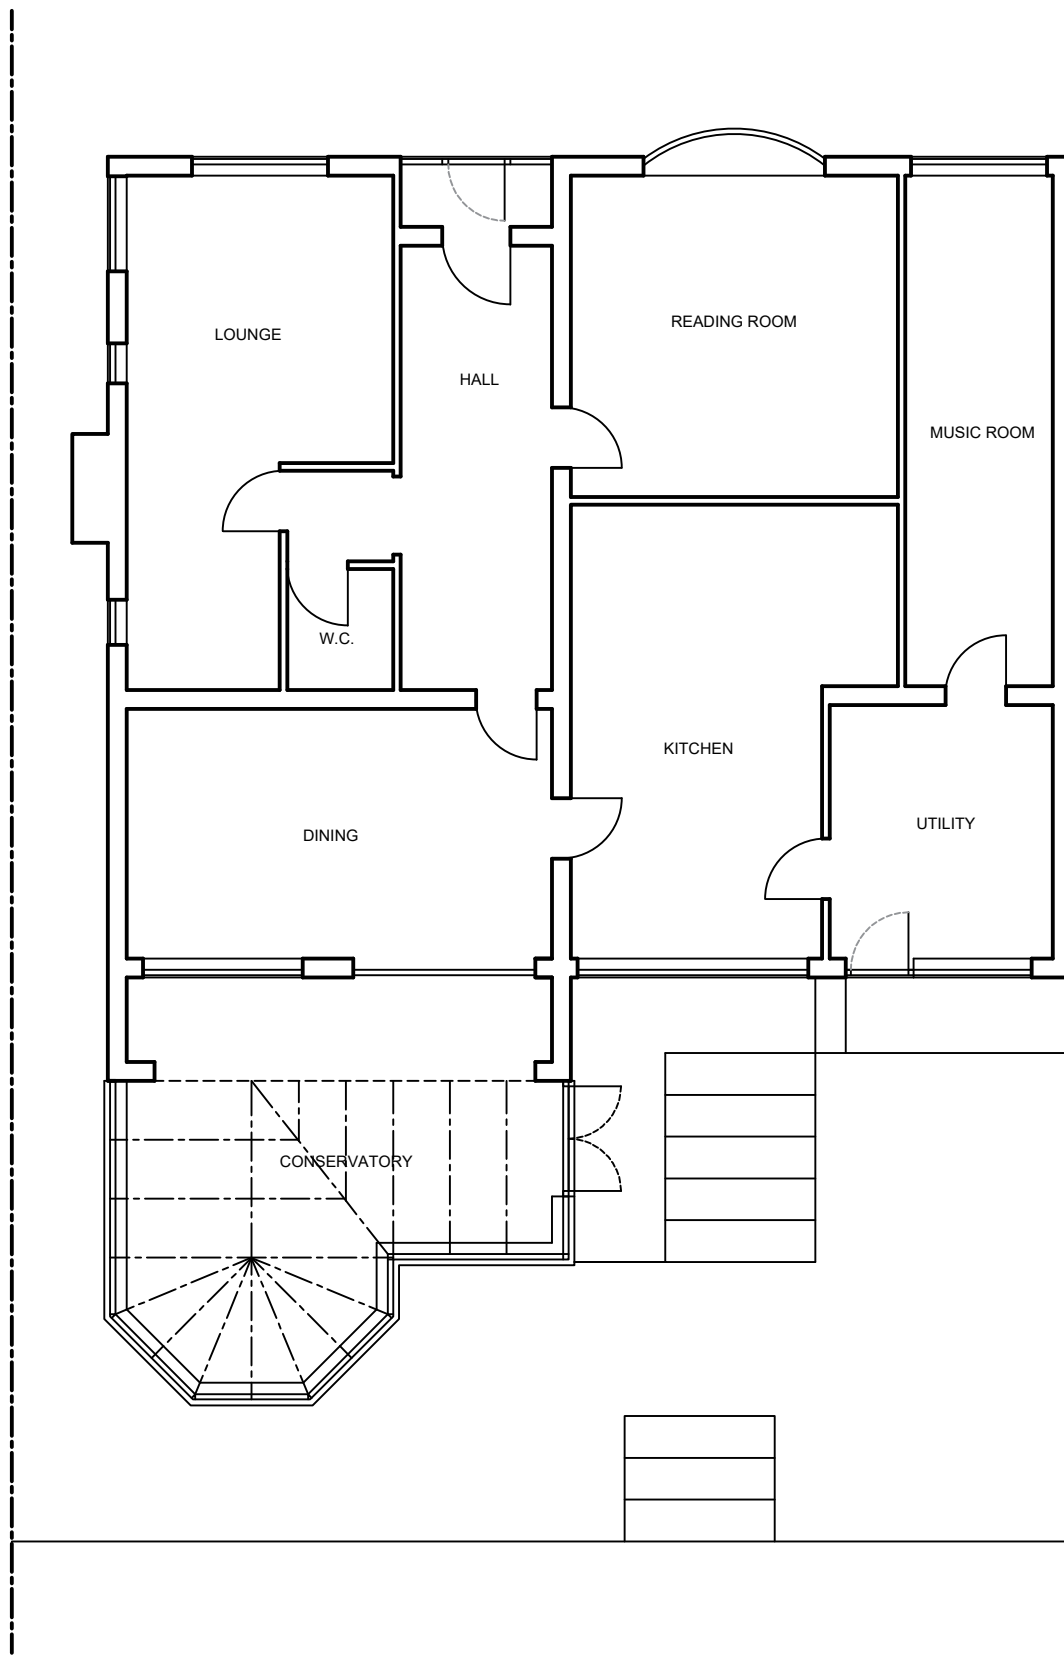 READING ROOM
LOUNGE
HALL
MUSIC ROOM
W.C.
KITCHEN
UTILITY
DINING
CONSERVATORY